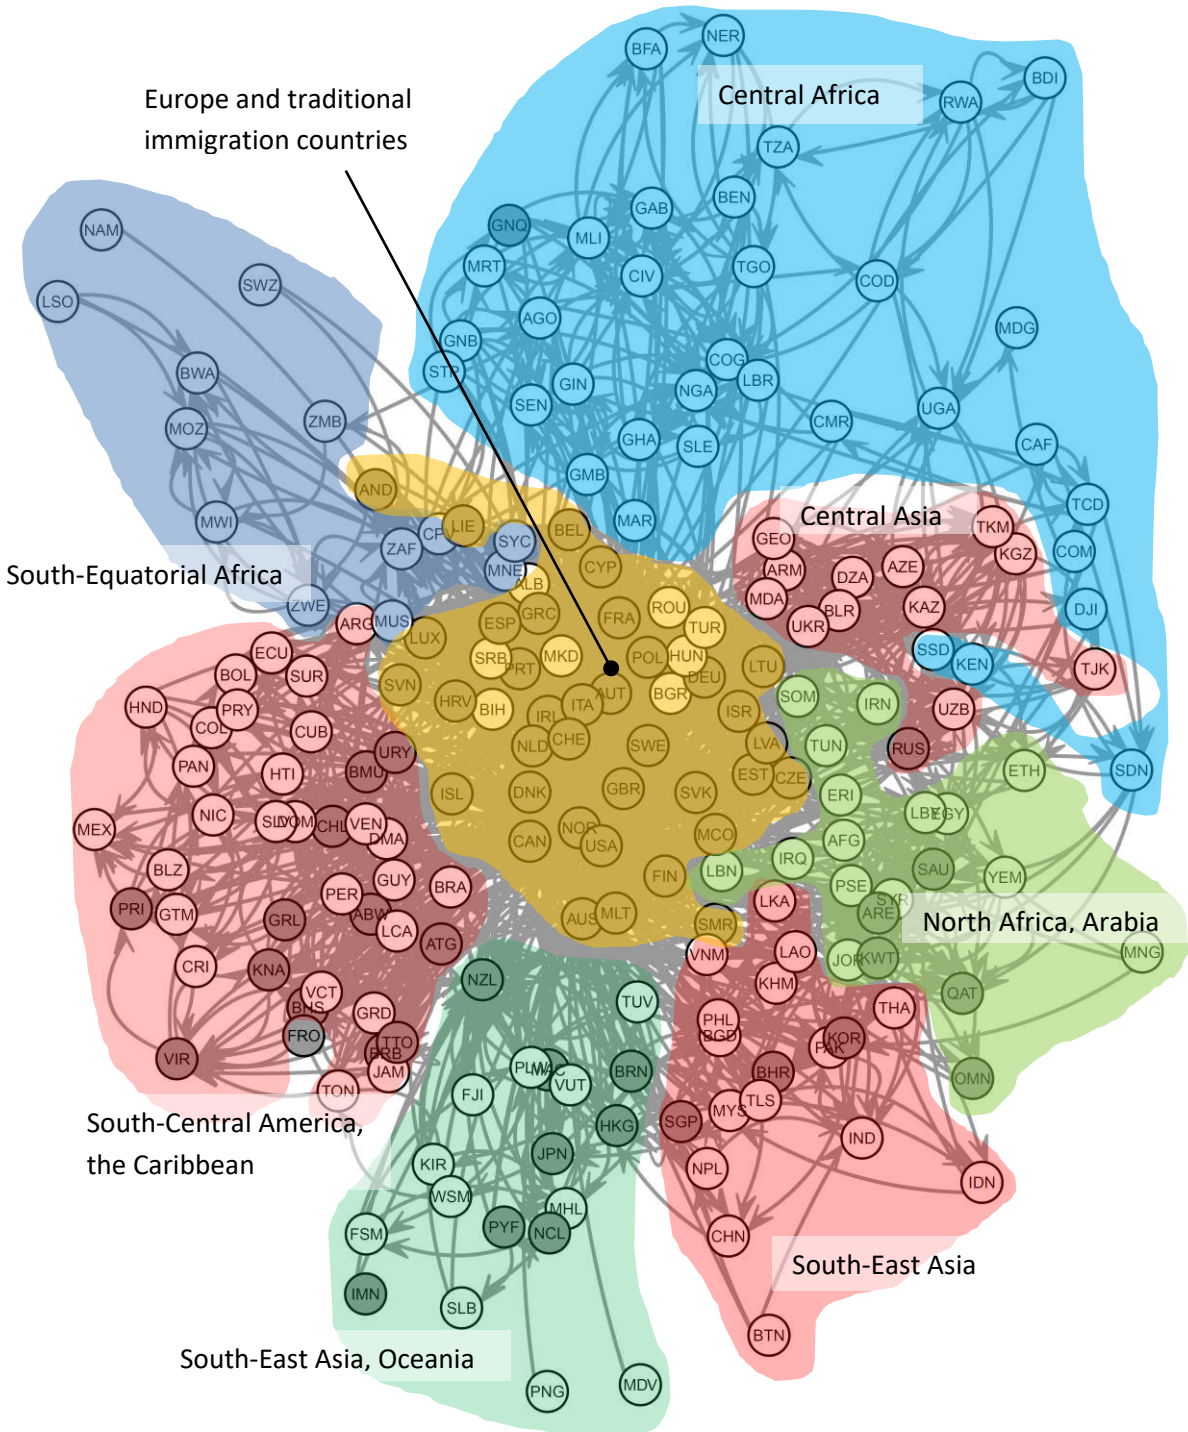 NER
BFA
BDI
Central Africa
RWA
Europe and traditional
immigration countries
TZA
BEN
GAB
GNQ
NAM
MLI
MRT
TGO
CIV
COD
SWZ
LSO
AGO
MDG
GNB
COG
STP
BWA
LBR
GIN
NGA
SEN
UGA
ZMB
CMR
MOZ
GHA
SLE
CAF
GMB
AND
TCD
MWI
MAR
Central Asia
TKM
LIE
BEL
CP
SYC
GEO
ZAF
KGZ
COM
CYP
MNE
ARM
AZE
South-Equatorial Africa
DZA
ALB
MDA
ZWE
ROU
KAZ
DJI
BLR
GRC
FRA
MUS
ARG
ESP
TUR
UKR
LUX
SSD
ECU
SRB
MKD
POL
HUN
KEN
PRT
LTU
TJK
BOL
SUR
DEU
SVN
AUT
BGR
SOM
HRV
IRN
HND
PRY
BIH
ITA
UZB
ISR
IRL
COL
CUB
CHE
NLD
SWE
LVA
TUN
RUS
URY
PAN
BMU
HTI
EST
CZE
ETH
SDN
ISL
DNK
GBR
SVK
ERI
NIC
LBY
EGY
SLV
DOM
CHL
VEN
MEX
NOR
MCO
DMA
CAN
USA
AFG
BLZ
IRQ
LBN
SAU
FIN
YEM
GUY
PSE
BRA
PER
SYR
LKA
PRI
GTM
GRL
ABW
AUS
MLT
ARE
North Africa, Arabia
SMR
LCA
ATG
VNM
LAO
MNG
JOR
KWT
CRI
KNA
NZL
KHM
VCT
QAT
TUV
BHS
THA
GRD
PHL
FRO
BGD
TTO
KOR
PAK
VIR
BRB
PLW
MAC
BRN
BHR
JAM
OMN
VUT
TON
FJI
TLS
MYS
SGP
South-Central America,
HKG
IND
JPN
the Caribbean
KIR
NPL
IDN
WSM
MHL
PYF
NCL
FSM
CHN
South-East Asia
IMN
SLB
BTN
South-East Asia, Oceania
MDV
PNG